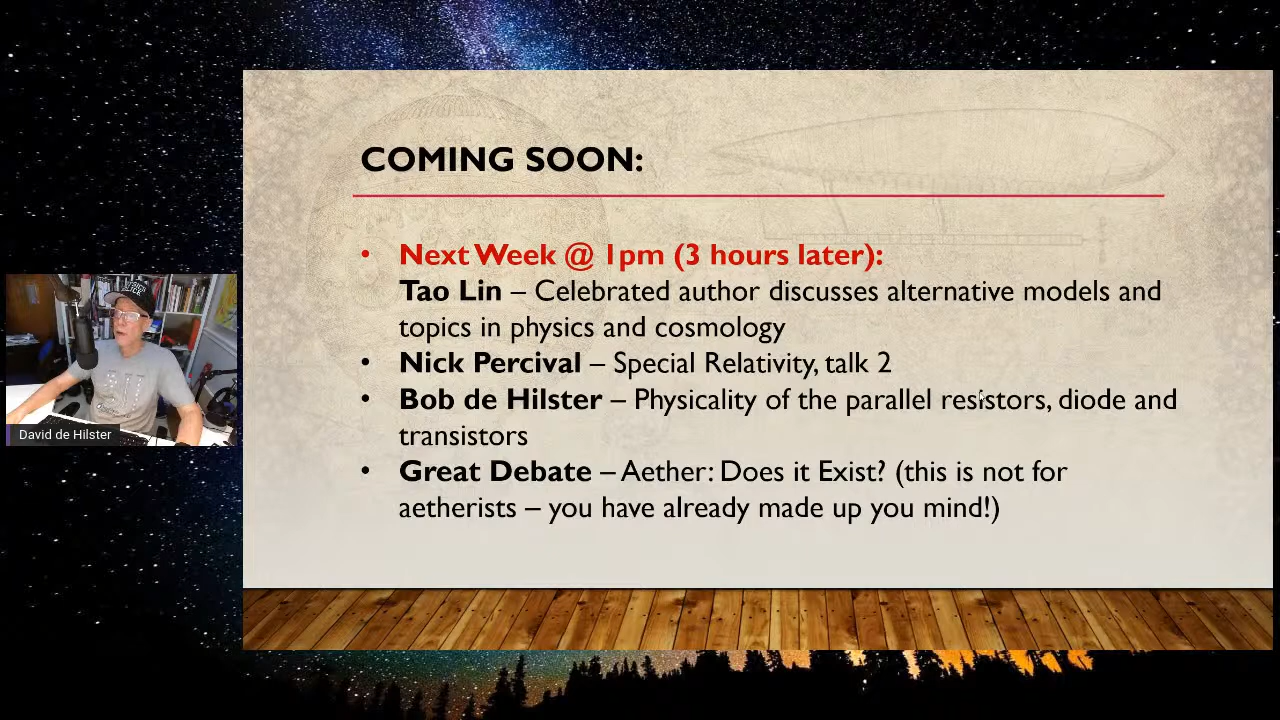 COMING SOON:
• Next Week @ 1pm (3 hours later):
Tao Lin – Celebrated author discusses alternative models and
topics in physics and cosmology
• Nick Percival – Special Relativity, talk 2
• Bob de Hilster – Physicality of the parallel resistors, diode and
transistors
• Great Debate – Aether: Does it Exist? (this is not for
aetherists – you have already made up you mind!)
David de Hilster